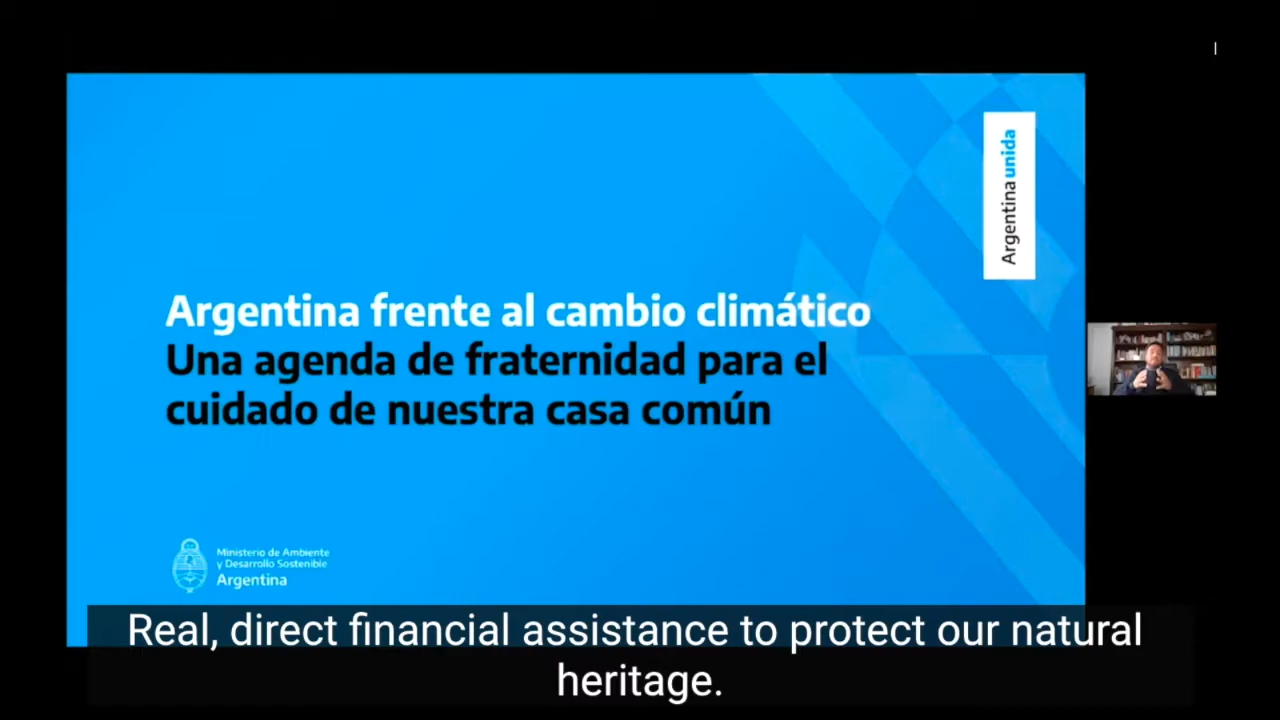 Argentina unida
Argentina frente al cambio climático
Una agenda de fraternidad para el
cuidado de nuestra casa común
Ministerio de Ambiente
y Desarrollo Sostenible
Argentina
Real, direct financial assistance to protect our natural
heritage.